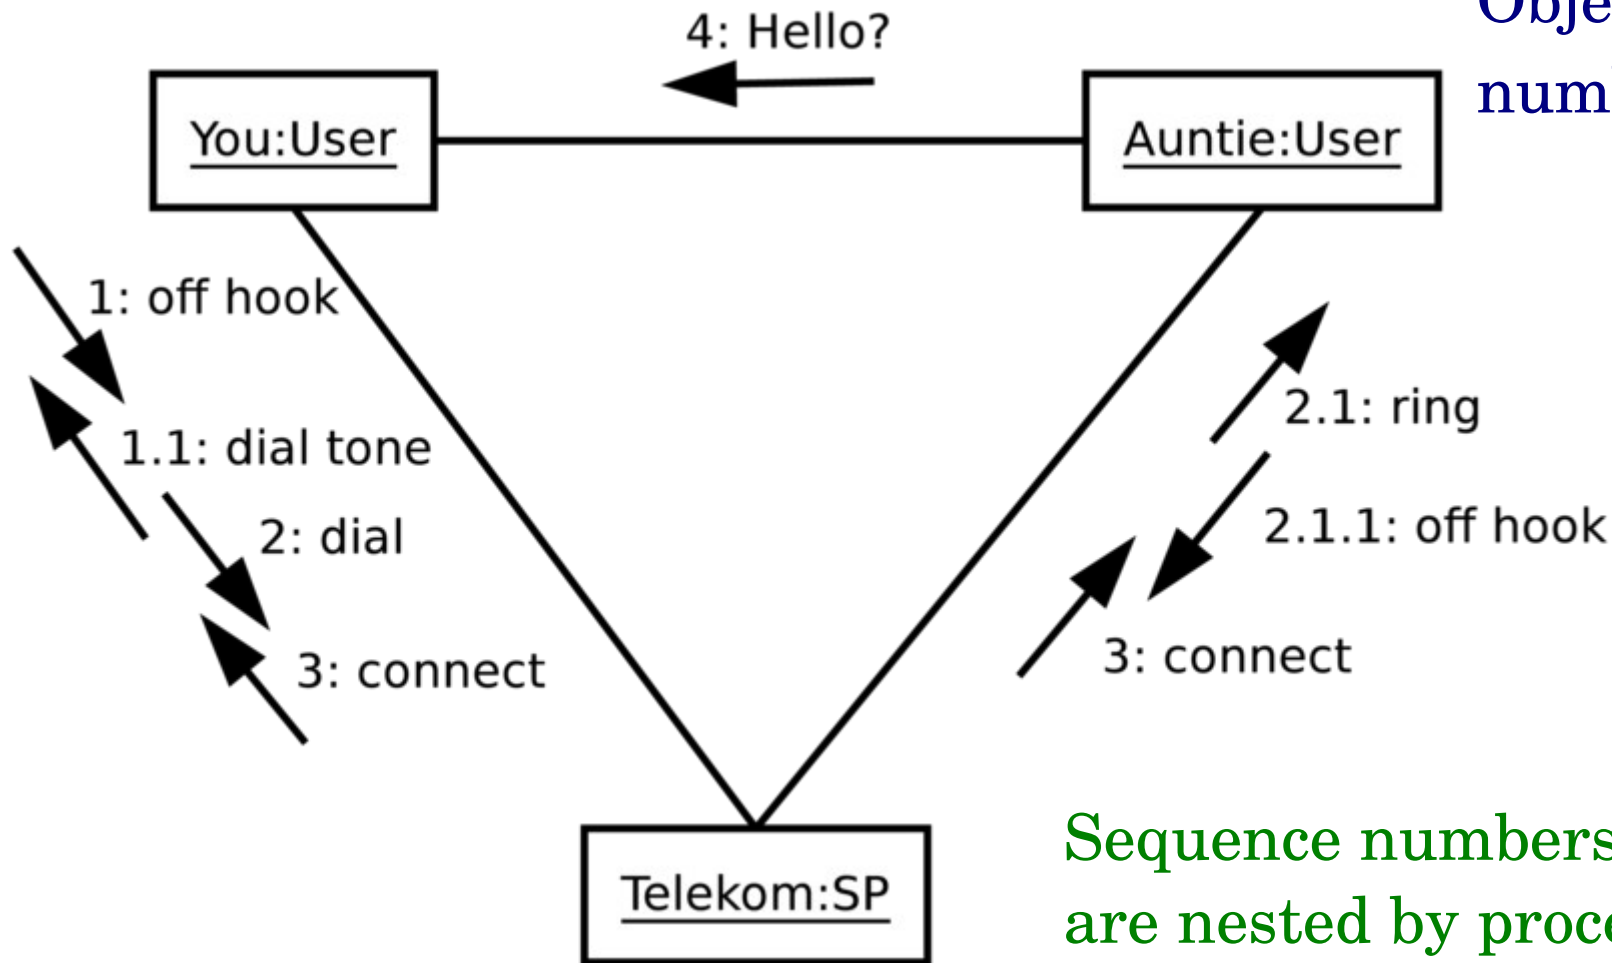 4: Hello?
You:User
Auntie:User
1: off hook
1.1: dial tone
2: dial
3: connect
2.1: ring
2.1.1: off hook
3: connect
Telekom:SP
Sequence numbers
are nested by